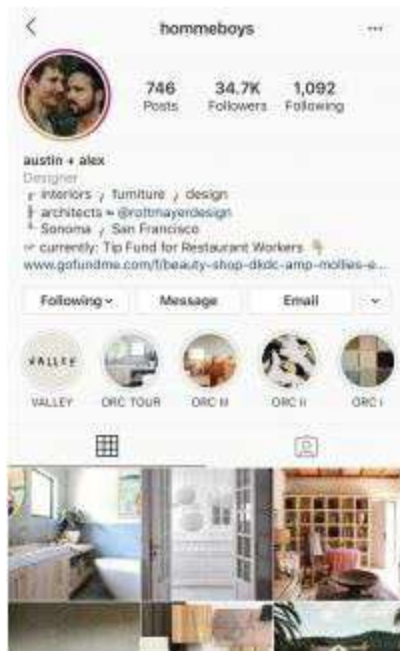 hommeboys
746 34.7K 1,092
Posts Followers Following
austin + alex
Designer
interiors / furniture / design
architects @rottmayerdesign
Sonoma / San Francisco
currently: Tip Fund for Restaurant Workers
www.gofundme.com/f/beauty-shop-dkdc-amp-mollies-e...
Following Message Email
VALLEY
VALLEY ORC TOUR ORC III ORC II ORC I